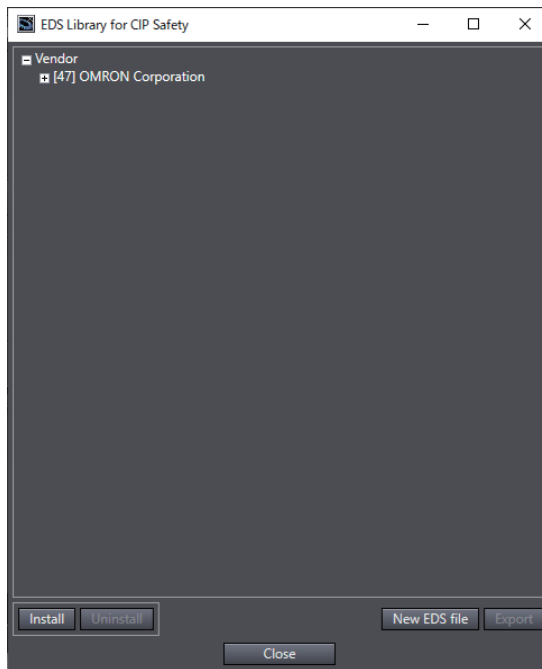 EDS Library for CIP Safety
Vendor
[47] OMRON Corporation
Install Uninstall New EDS file Export
Close